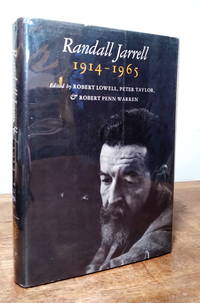 Randall Jarrell
1914–1965
Edited by ROBERT LOWELL, PETER TAYLOR,
& ROBERT PENN WARREN